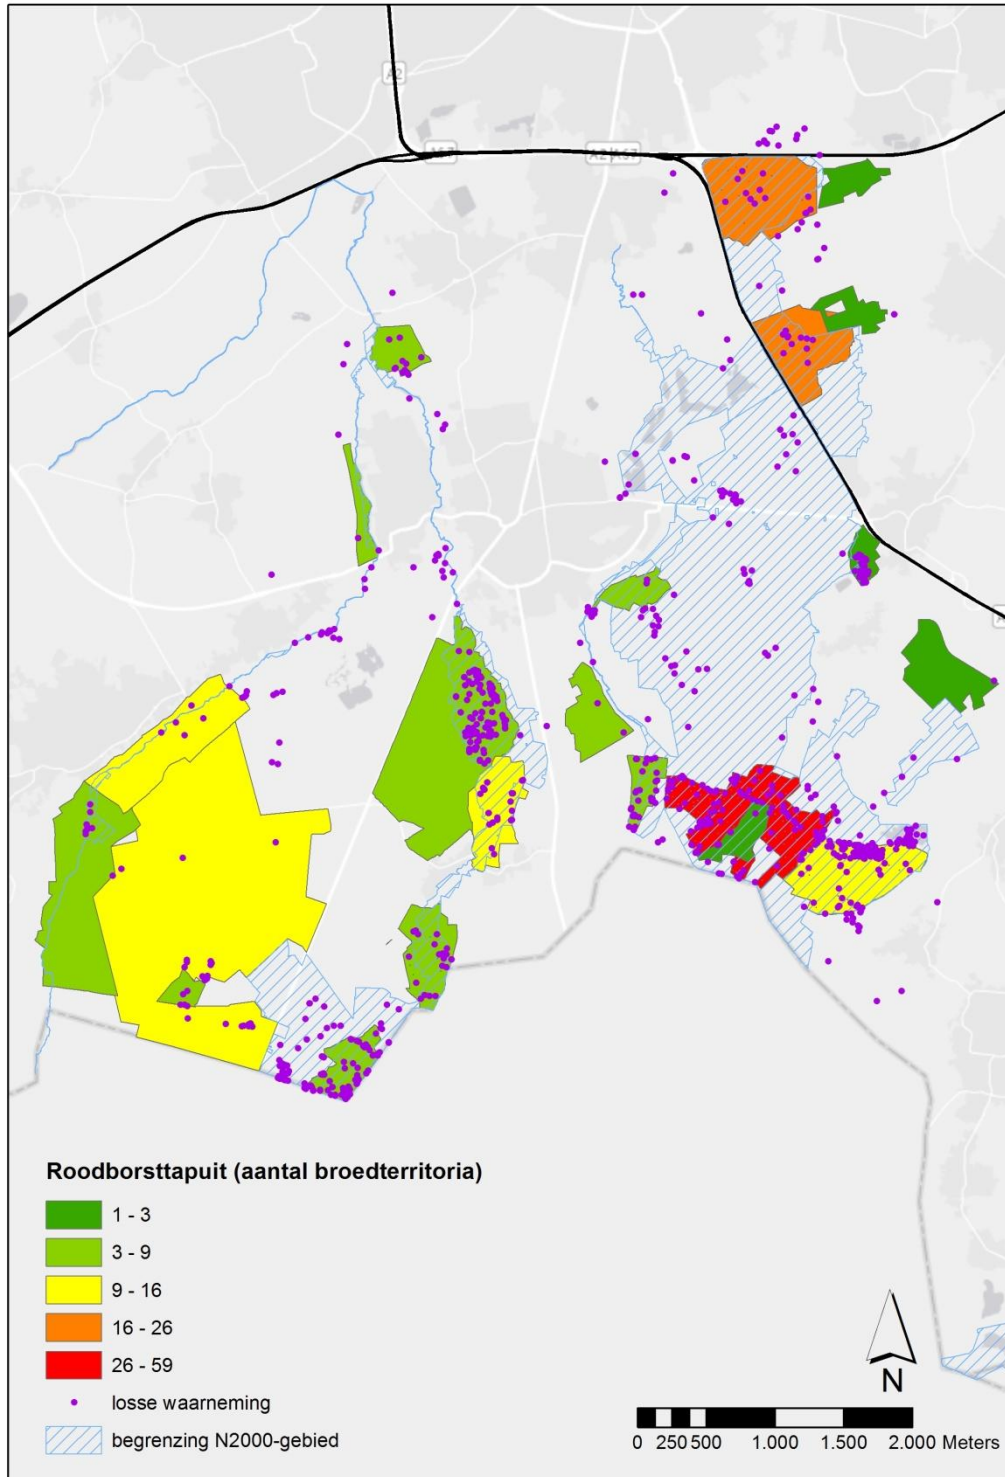 A2
A67
A2|A67
A
Roodborsttapuit (aantal broedterritoria)
1 - 3
3 - 9
9 - 16
16 - 26
26 - 59
losse waarneming
begrenzing N2000-gebied
N
0 250 500 1.000 1.500 2.000 Meters